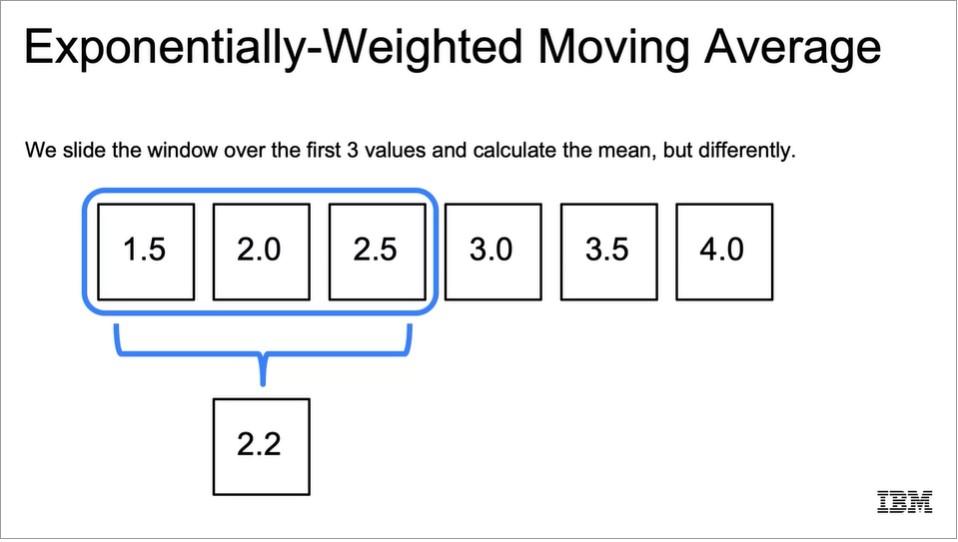 Exponentially-Weighted Moving Average
We slide the window over the first 3 values and calculate the mean, but differently.
1.5 2.0 2.5 3.0 3.5 4.0
2.2
IBM